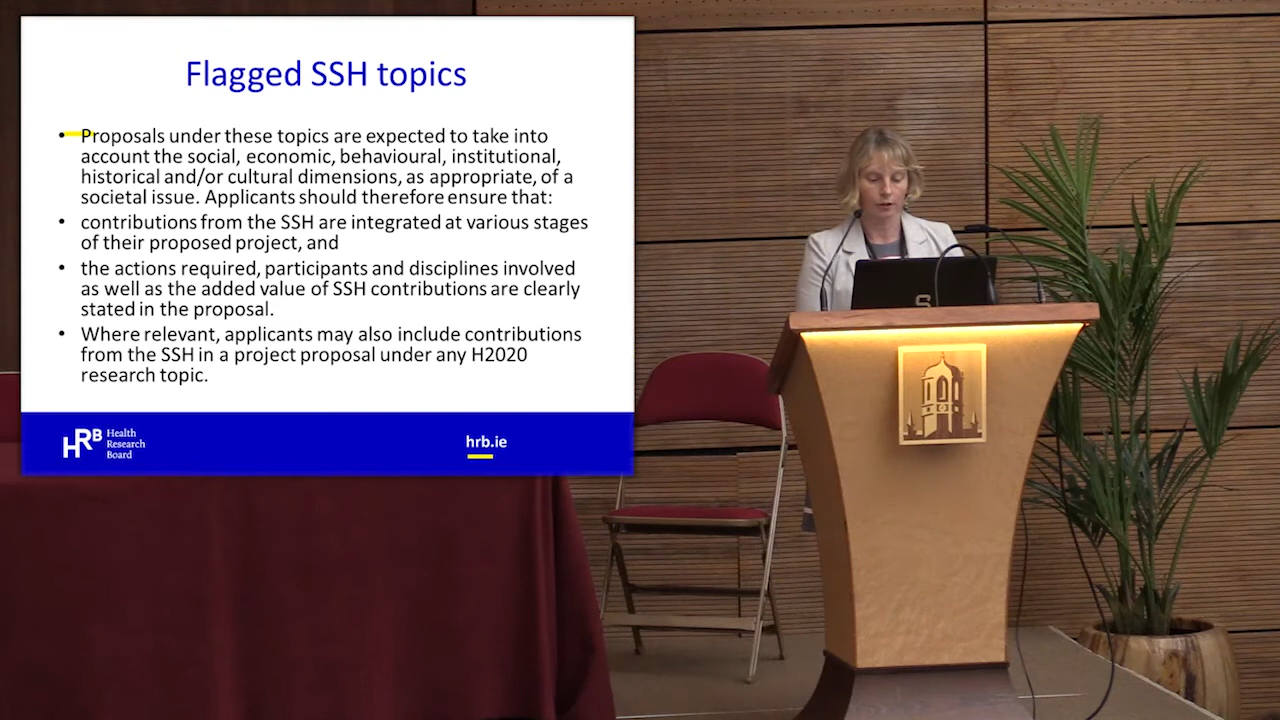 Flagged SSH topics
• Proposals under these topics are expected to take into
account the social, economic, behavioural, institutional,
historical and/or cultural dimensions, as appropriate, of a
societal issue. Applicants should therefore ensure that:
• contributions from the SSH are integrated at various stages
of their proposed project, and
• the actions required, participants and disciplines involved
as well as the added value of SSH contributions are clearly
stated in the proposal.
• Where relevant, applicants may also include contributions
from the SSH in a project proposal under any H2020
research topic.
HRB Health
Research
Board
hrb.ie